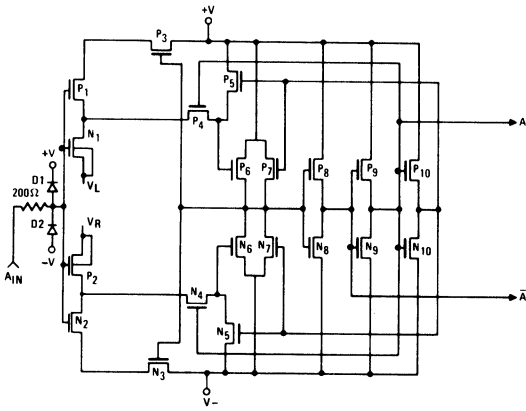 +V
P3
P1
P5
P4
A
N1
P6
P7
P8
P9
P10
+V
D1
VL
200Ω
D2
VR
-V
N6
N7
N8
N9
N10
AIN
P2
N4
A̅
N2
N5
N3
V-